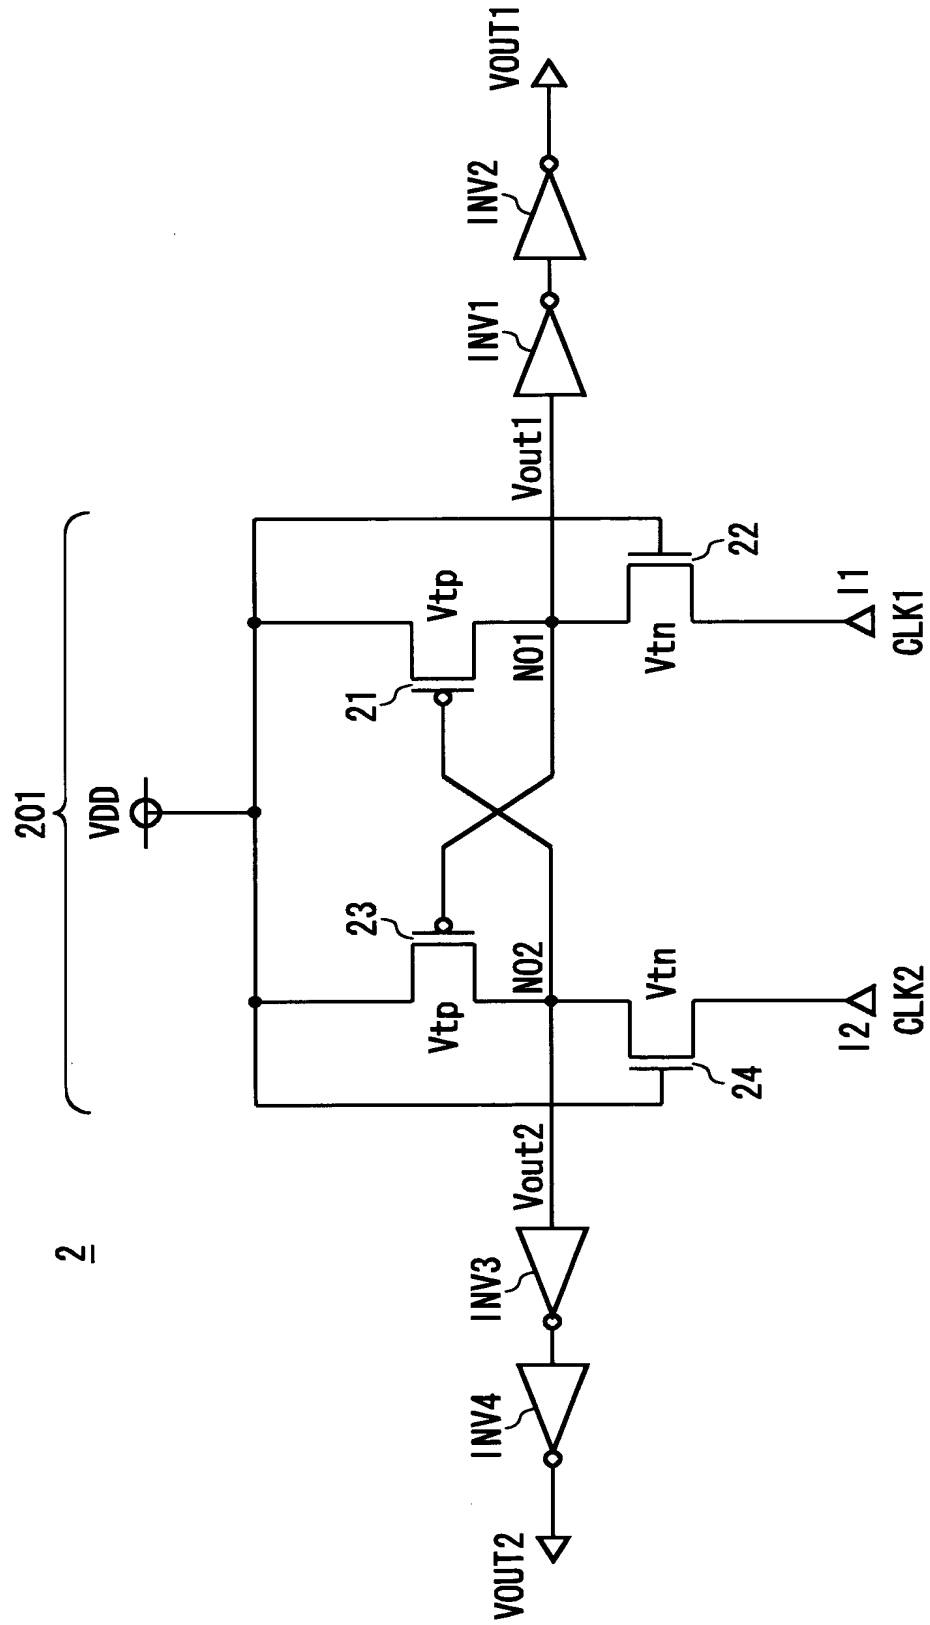 2
201
VDD
23
21
Vtp
Vtp
INV4
INV3
INV1
INV2
VOUT2
Vout2
NO2
NO1
Vout1
VOUT1
24
Vtn
Vtn
22
I2
I1
CLK2
CLK1